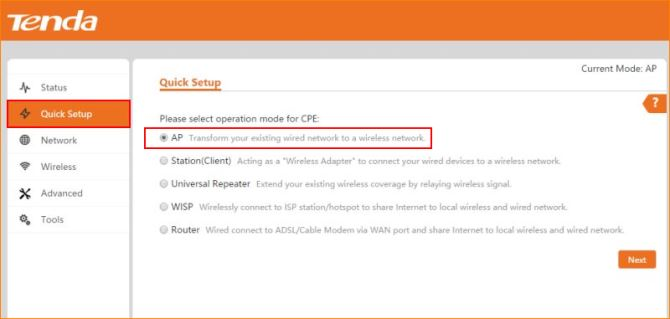 Tenda
Current Mode: AP
Quick Setup
Status
Quick Setup
?
Network
Wireless
Advanced
Tools
Please select operation mode for CPE:
AP Transform your existing wired network to a wireless network.
Station(Client) Acting as a "Wireless Adapter" to connect your wired devices to a wireless network.
Universal Repeater Extend your existing wireless coverage by relaying wireless signal.
WISP Wirelessly connect to ISP station/hotspot to share Internet to local wireless and wired network.
Router Wired connect to ADSL/Cable Modem via WAN port and share Internet to local wireless and wired network.
Next